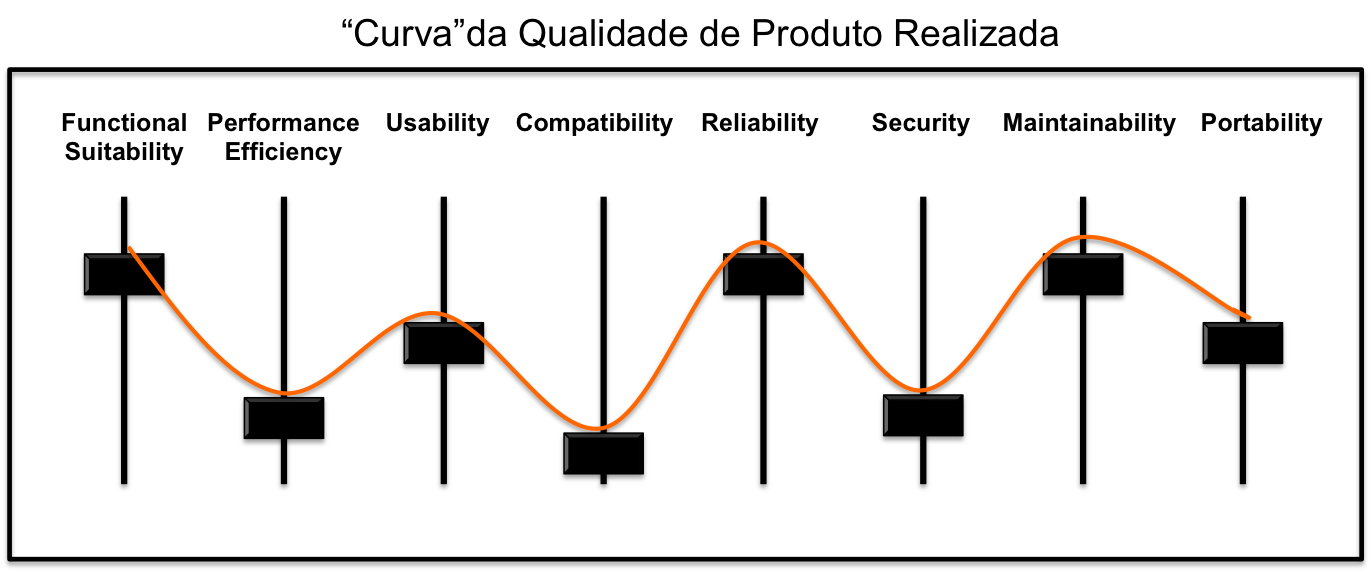 “Curva”da Qualidade de Produto Realizada
Functional Suitability
Performance Efficiency
Usability
Compatibility
Reliability
Security
Maintainability
Portability